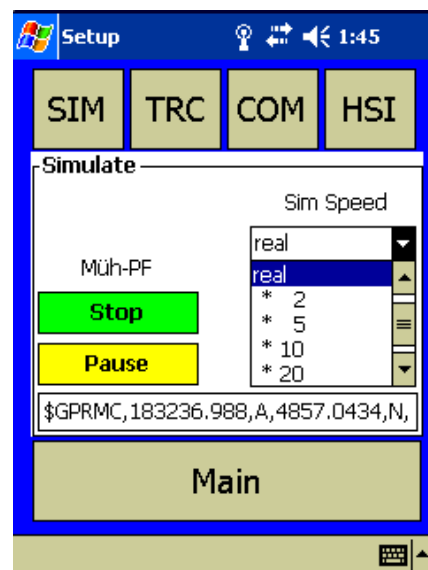 Setup 1:45
SIM TRC COM HSI
Simulate
Sim Speed
real
Müh-PF
real
* 2
Stop
* 5
* 10
Pause
* 20
$GPRMC,183236.988,A,4857.0434,N,
Main